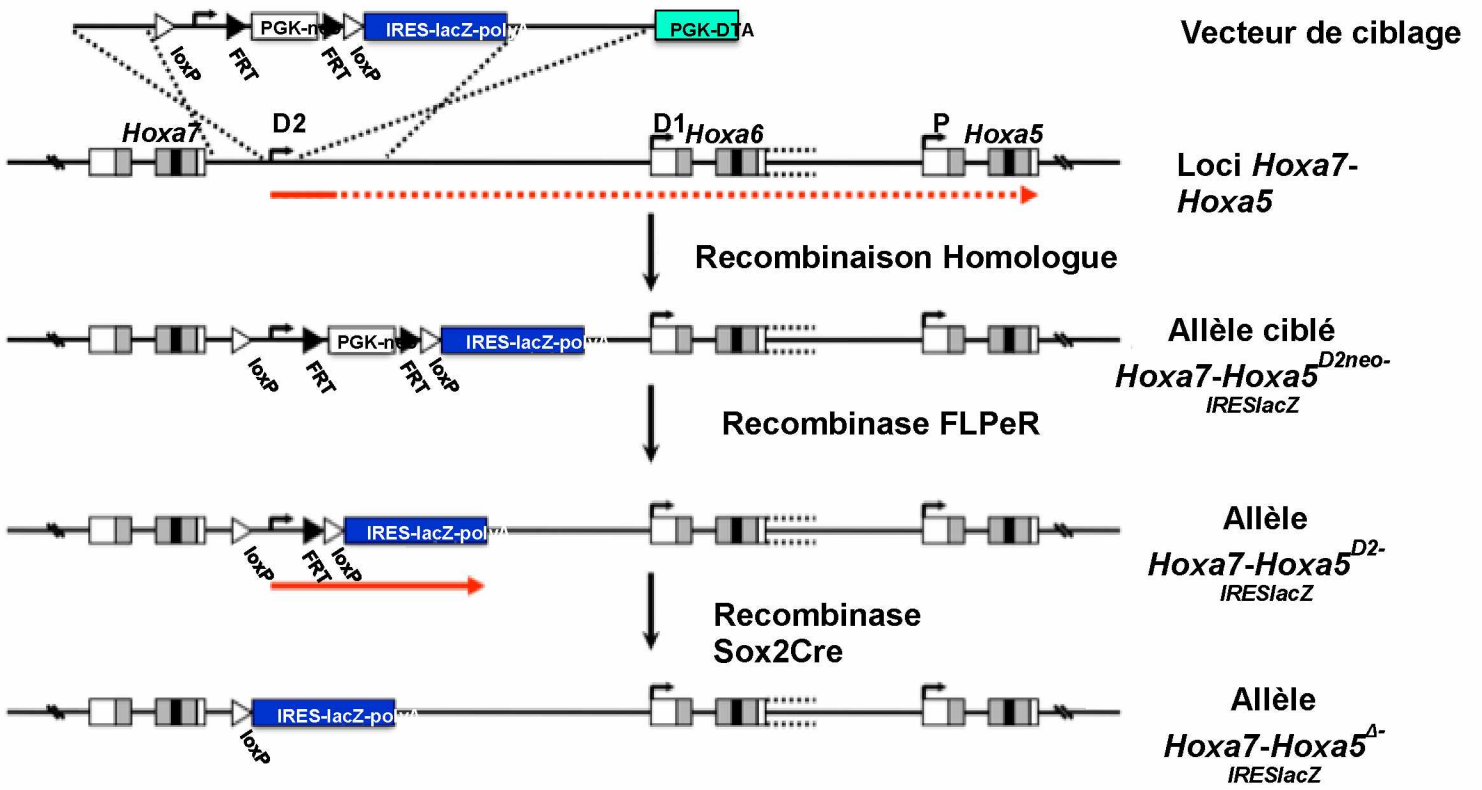 PGK-neo IRES-lacZ-polyA PGK-DTA Vecteur de ciblage
loxP FRT FRT loxP
Hoxa7 D2 D1 Hoxa6 P Hoxa5
Loci Hoxa7-
Hoxa5
Recombinaison Homologue
PGK-neo IRES-lacZ-polyA Allèle ciblé
loxP FRT FRT loxP Hoxa7-Hoxa5D2neo-
IRESlacZ
Recombinase FLPeR
IRES-lacZ-polyA Allèle
loxP FRT loxP Hoxa7-Hoxa5D2-
IRESlacZ
Recombinase
Sox2Cre
IRES-lacZ-polyA Allèle
loxP Hoxa7-Hoxa5Δ-
IRESlacZ